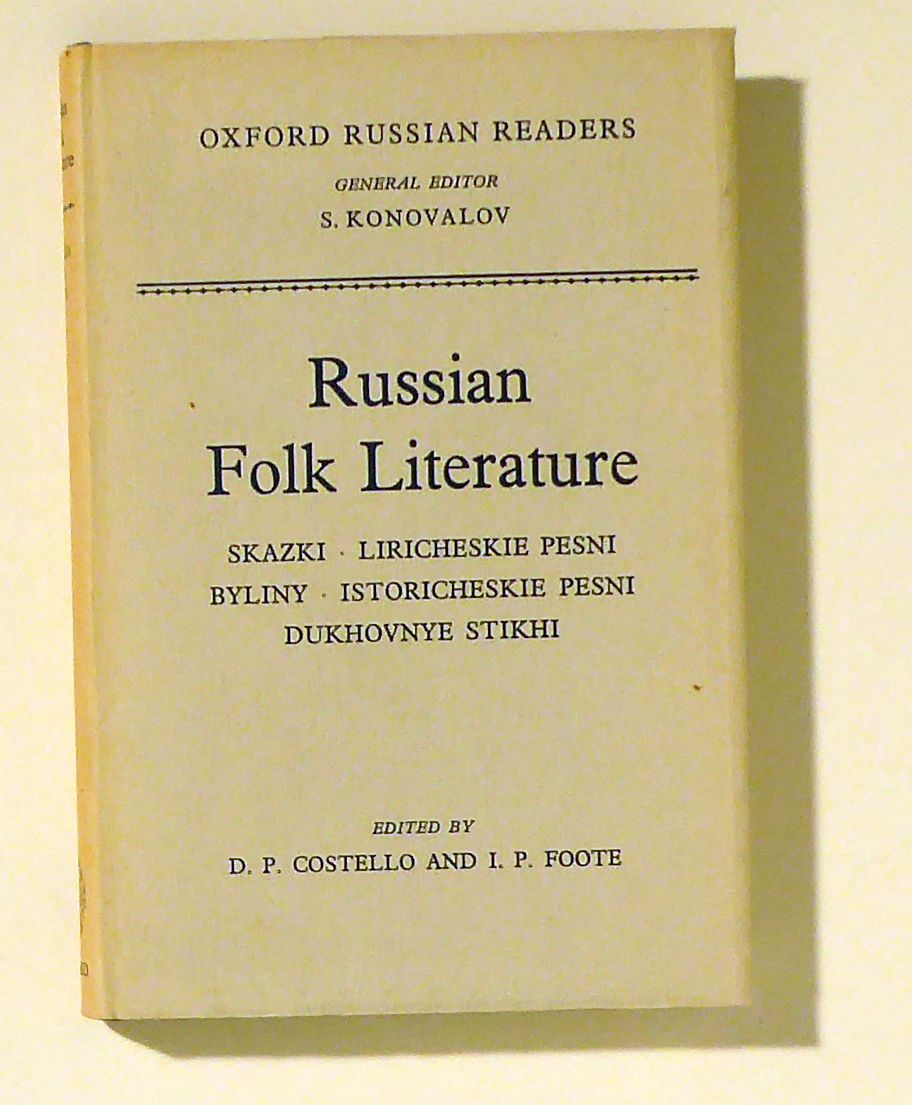 OXFORD RUSSIAN READERS
GENERAL EDITOR
S. KONOVALOV
Russian
Folk Literature
SKAZKI · LIRICHESKIE PESNI
BYLINY · ISTORICHESKIE PESNI
DUKHOVNYE STIKHI
EDITED BY
D. P. COSTELLO AND I. P. FOOTE